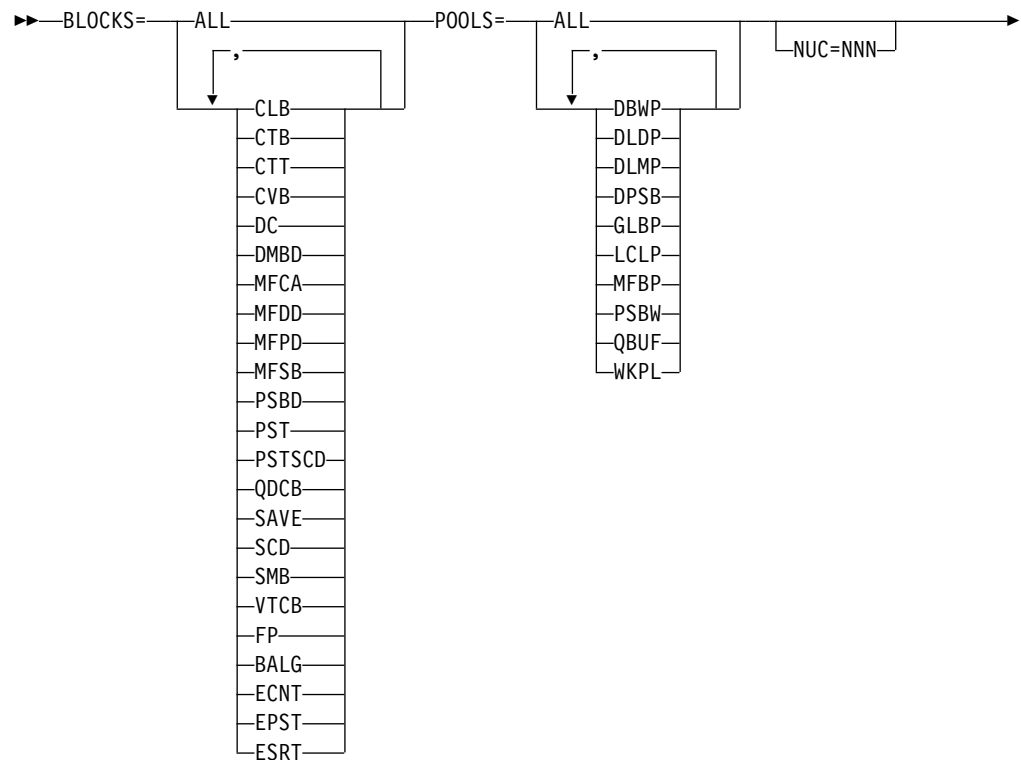 BLOCKS= ALL POOLS= ALL
, , NUC=NNN
CLB DBWP
CTB DLDP
CTT DLMP
CVB DPSB
DC GLBP
DMBD LCLP
MFCA MFBP
MFDD PSBW
MFPD QBUF
MFSB WKPL
PSBD
PST
PSTSCD
QDCB
SAVE
SCD
SMB
VTCB
FP
BALG
ECNT
EPST
ESRT